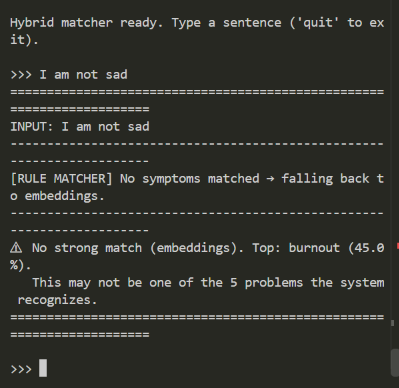 Hybrid matcher ready. Type a sentence ('quit' to ex
it).
>>> I am not sad
==================================================
==================
INPUT: I am not sad
--------------------------------------------------
------------------
[RULE MATCHER] No symptoms matched → falling back t
o embeddings.
--------------------------------------------------
------------------
⚠ No strong match (embeddings). Top: burnout (45.0
%).
This may not be one of the 5 problems the system
recognizes.
==================================================
==================
>>>